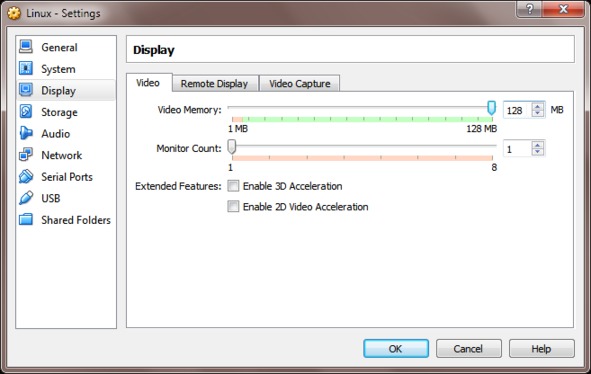 Linux - Settings
General
System
Display
Storage
Audio
Network
Serial Ports
USB
Shared Folders
Display
Video Remote Display Video Capture
Video Memory: 128 MB
1 MB 128 MB
Monitor Count: 1
1 8
Extended Features: Enable 3D Acceleration
Enable 2D Video Acceleration
OK Cancel Help